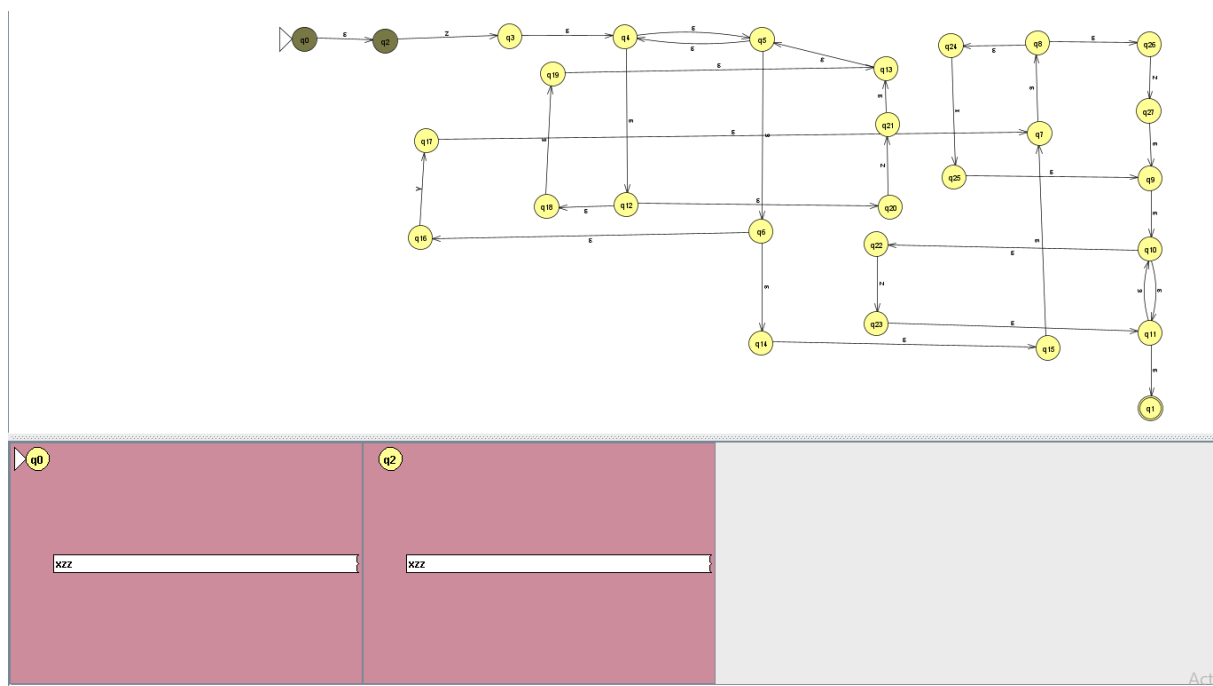 q0 ε q2 z q3 ε q4 ε ε q5
q24 ε q8 ε q26
q19 ε q13 ε
z
q27
q17 ε q21 q7
q25 ε q9
q18 ε q12 ε q20
q16 ε q6
q22 ε q10
q23 ε q11
q14 ε q15
q1
q0
q2
xzz
xzz
Act